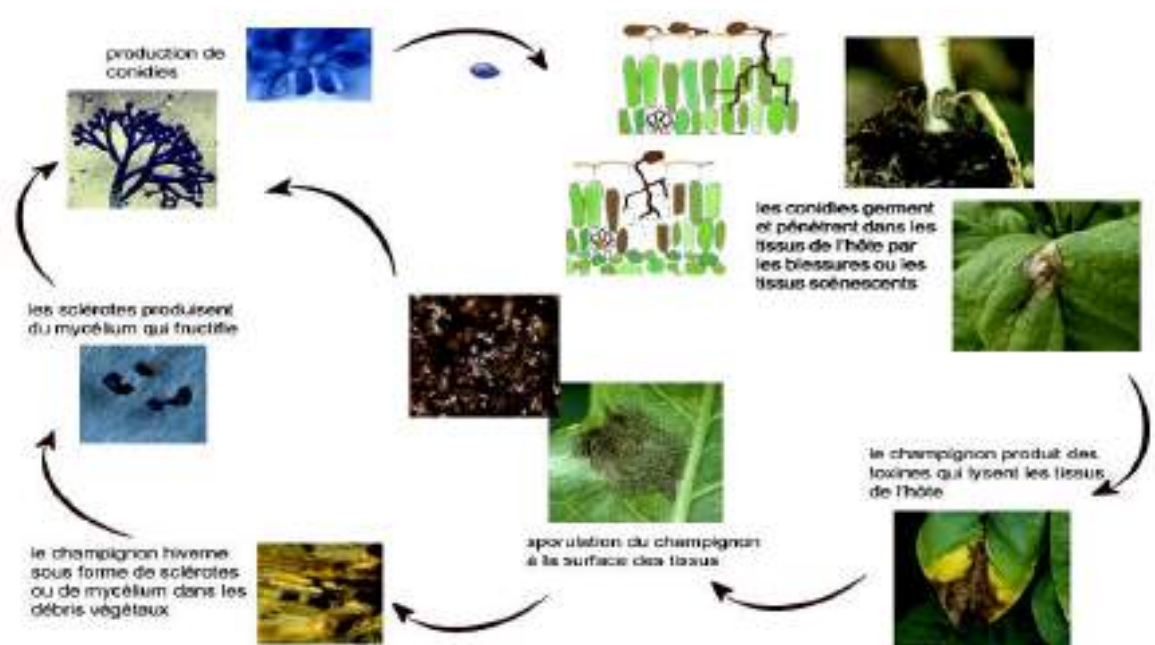 production de
conidies
les conidies germent
et pénètrent dans les
tissus de l'hôte par
les blessures ou les
tissus scénescents
le champignon produit des
toxines qui lysent les tissus
de l'hôte
sporulation du champignon
à la surface des tissus
le champignon hiverne
sous forme de sclérotes
ou de mycélium dans les
débris végétaux
les sclérotes produisent
du mycélium qui fructifie